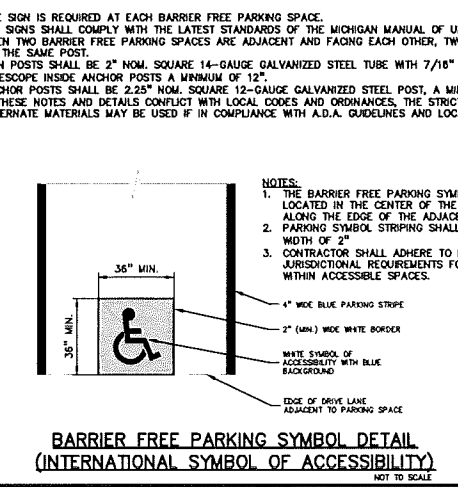 E SIGN IS REQUIRED AT EACH BARRIER FREE PARKING SPACE.
SIGNS SHALL COMPLY WITH THE LATEST STANDARDS OF THE MICHIGAN MANUAL OF U
EN TWO BARRIER FREE PARKING SPACES ARE ADJACENT AND FACING EACH OTHER, TW
THE SAME POST.
N POSTS SHALL BE 2" NOM. SQUARE 14-GAUGE GALVANIZED STEEL TUBE WITH 7/16"
ESCOPE INSIDE ANCHOR POSTS A MINIMUM OF 12".
CHOR POSTS SHALL BE 2.25" NOM. SQUARE 12-GAUGE GALVANIZED STEEL POST, A MI
THESE NOTES AND DETAILS CONFLICT WITH LOCAL CODES AND ORDINANCES, THE STRICT
TERNATE MATERIALS MAY BE USED IF IN COMPLIANCE WITH A.D.A. GUIDELINES AND LOC
NOTES:
1. THE BARRIER FREE PARKING SYM
LOCATED IN THE CENTER OF THE
ALONG THE EDGE OF THE ADJACE
2. PARKING SYMBOL STRIPING SHALL
WIDTH OF 2"
3. CONTRACTOR SHALL ADHERE TO
JURISDICTIONAL REQUIREMENTS FO
WITHIN ACCESSIBLE SPACES.
36" MIN.
36" MIN.
4" WIDE BLUE PARKING STRIPE
2" (MIN.) WIDE WHITE BORDER
WHITE SYMBOL OF
ACCESSIBILITY WITH BLUE
BACKGROUND
EDGE OF DRIVE LANE
ADJACENT TO PARKING SPACE
BARRIER FREE PARKING SYMBOL DETAIL
(INTERNATIONAL SYMBOL OF ACCESSIBILITY)
NOT TO SCALE